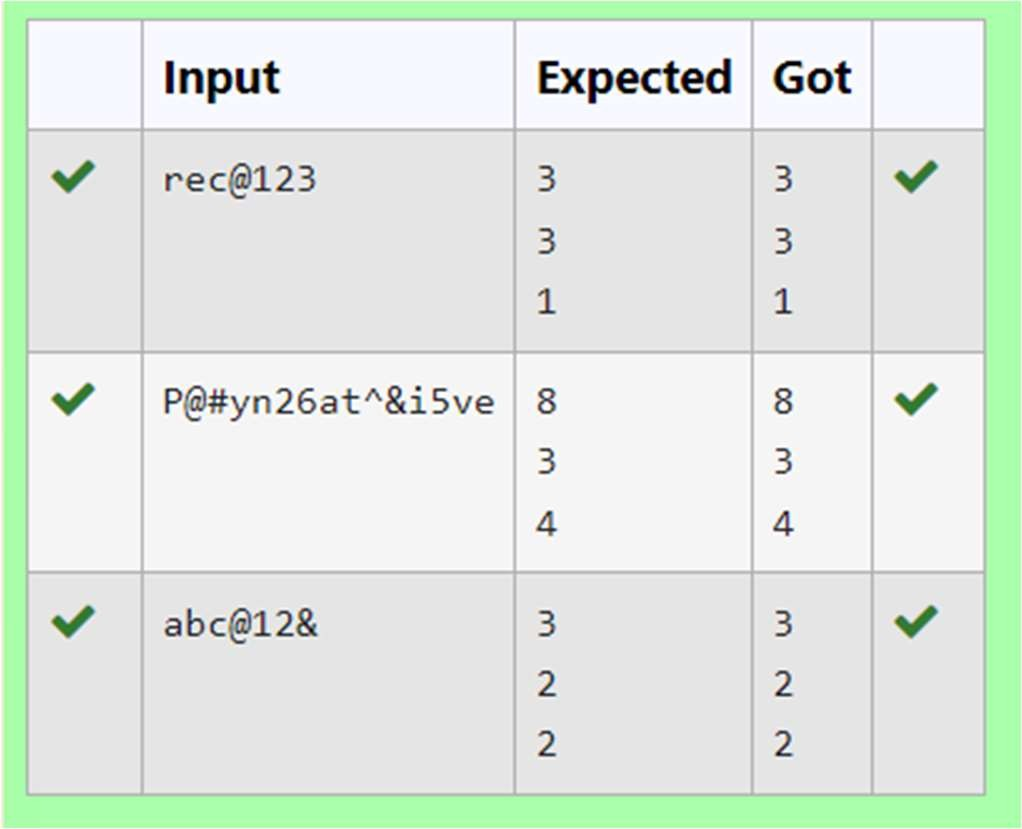 Input Expected Got
rec@123 3 3
3 3
1 1
P@#yn26at^&i5ve 8 8
3 3
4 4
abc@12& 3 3
2 2
2 2